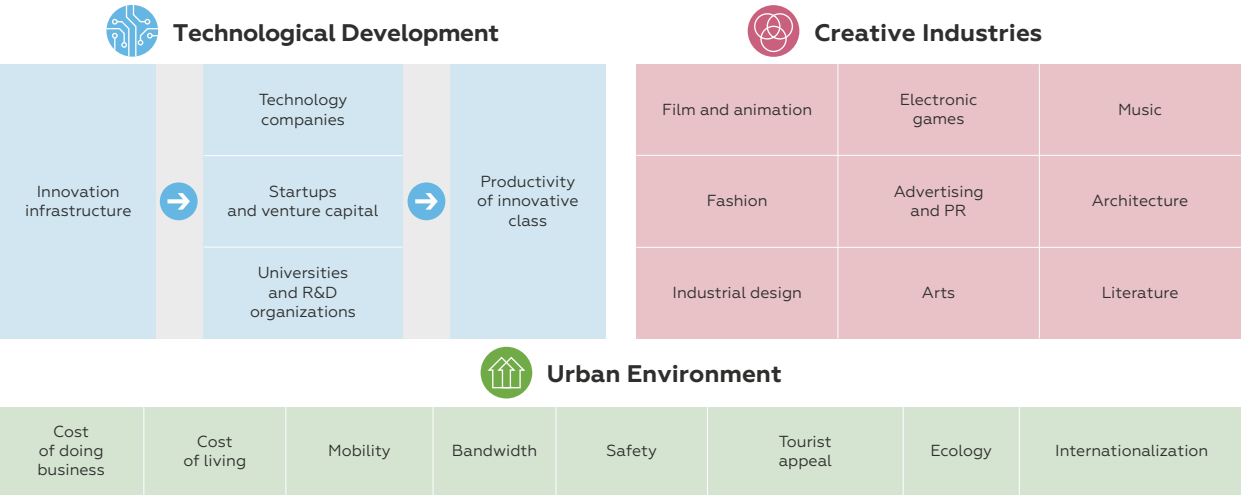 Technological Development
Innovation
infrastructure
Technology
companies
Startups
and venture capital
Universities
and R&D
organizations
Productivity
of innovative
class
Creative Industries
Film and animation
Electronic
games
Music
Fashion
Advertising
and PR
Architecture
Industrial design
Arts
Literature
Urban Environment
Cost
of doing
business
Cost
of living
Mobility
Bandwidth
Safety
Tourist
appeal
Ecology
Internationalization